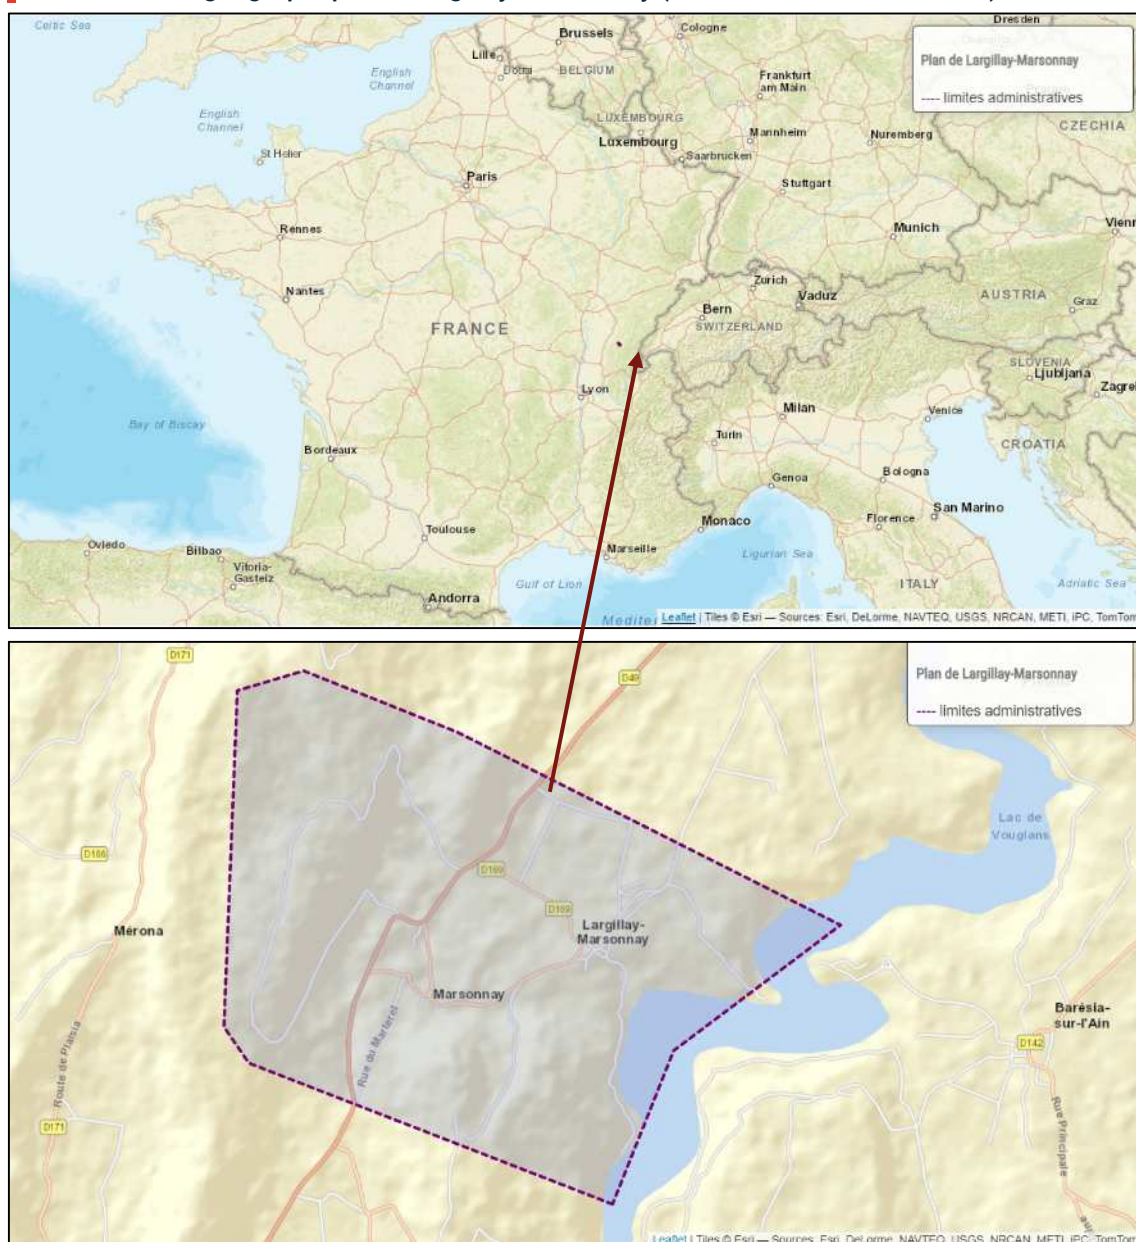 Celtic Sea
Dresden
Brussels
Cologne
Lille
Douai
BELGIUM
English
Channel
Frankfurt
am Main
Plan de Largillay-Marsonnay
---- limites administratives
English
Channel
LUXEMBOURG
Luxembourg
Mannheim
Nuremberg
CZECHIA
St Helier
Saarbrucken
Paris
Stuttgart
Rennes
Munich
Vienn
Nantes
Zurich
Vaduz
AUSTRIA
Graz
Bern
SWITZERLAND
FRANCE
SLOVENIA
Ljubljana
Zagre
Lyon
Milan
Venice
Bay of Biscay
Turin
CROATIA
Bordeaux
Genoa
Bologna
San Marino
Florence
Monaco
Toulouse
Oviedo
Bilbao
Marseille
Ligurian Sea
Vitoria-
Gasteiz
Gulf of Lion
ITALY
Adriatic Sea
Andorra
Mediter
Leaflet | Tiles © Esri — Sources: Esri, DeLorme, NAVTEQ, USGS, NRCAN, METI, iPC, TomTom
D171
D49
Plan de Largillay-Marsonnay
---- limites administratives
Lac de
Vouglans
D166
D169
D169
Mérona
Largillay-
Marsonnay
Marsonnay
Barésia-
sur-l'Ain
Rue du Marteret
Route de Plaisia
D142
Rue Principale
D171
Leaflet | Tiles © Esri — Sources: Esri, DeLorme, NAVTEQ, USGS, NRCAN, METI, iPC, TomTom